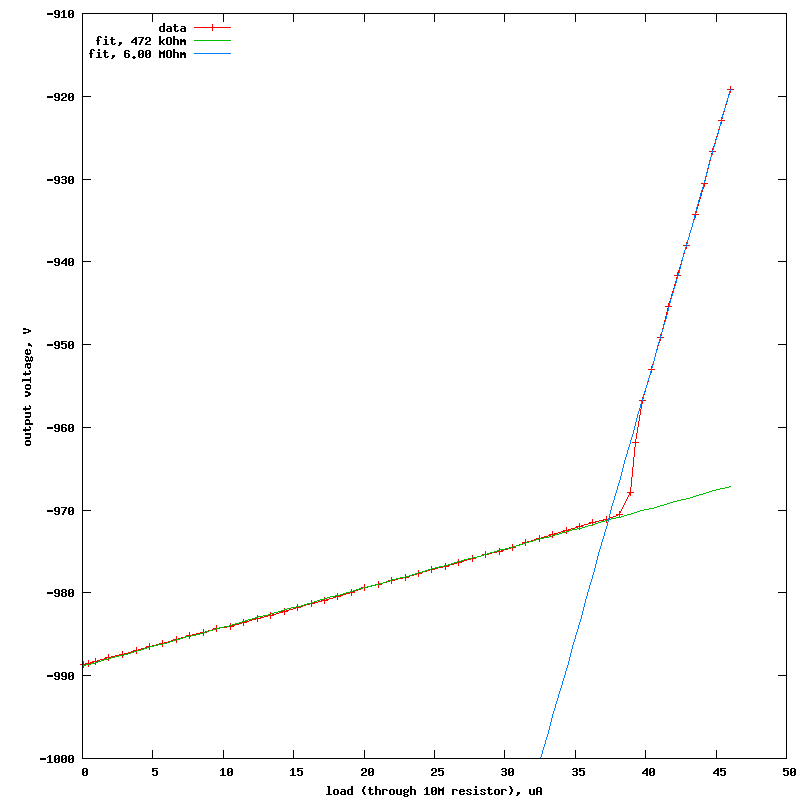 -910
data
fit, 472 kOhm
fit, 6.00 MOhm
-920
-930
-940
-950
output voltage, V
-960
-970
-980
-990
-1000
0 5 10 15 20 25 30 35 40 45 50
load (through 10M resistor), uA